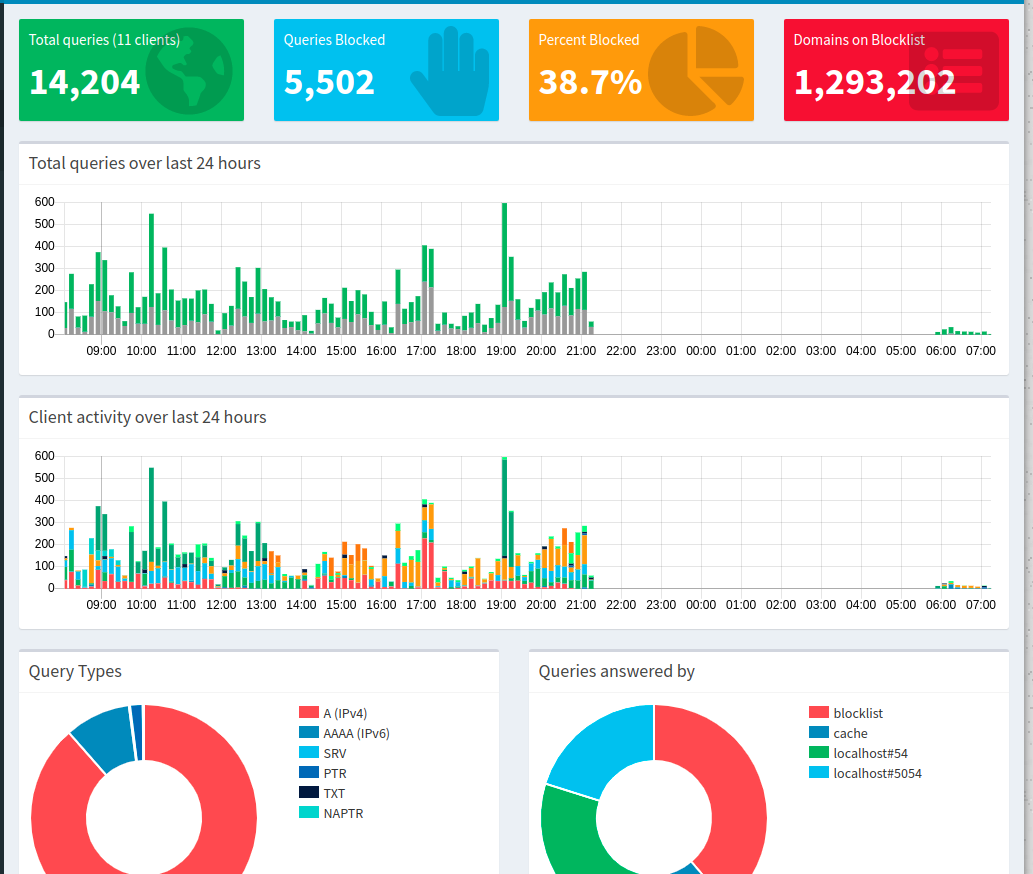 Total queries (11 clients)
14,204
Queries Blocked
5,502
Percent Blocked
38.7%
Domains on Blocklist
1,293,202
Total queries over last 24 hours
600
500
400
300
200
100
0
09:00 10:00 11:00 12:00 13:00 14:00 15:00 16:00 17:00 18:00 19:00 20:00 21:00 22:00 23:00 00:00 01:00 02:00 03:00 04:00 05:00 06:00 07:00
Client activity over last 24 hours
600
500
400
300
200
100
0
09:00 10:00 11:00 12:00 13:00 14:00 15:00 16:00 17:00 18:00 19:00 20:00 21:00 22:00 23:00 00:00 01:00 02:00 03:00 04:00 05:00 06:00 07:00
Query Types
A (IPv4)
AAAA (IPv6)
SRV
PTR
TXT
NAPTR
Queries answered by
blocklist
cache
localhost#54
localhost#5054